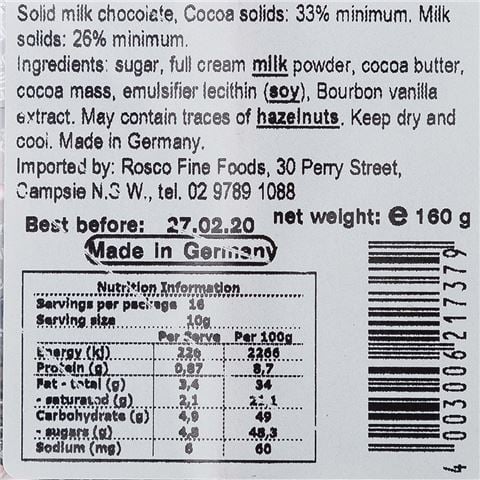 Solid milk chocolate, Cocoa solids: 33% minimum. Milk
solids: 26% minimum.
Ingredients: sugar, full cream milk powder, cocoa butter,
cocoa mass, emulsifier lecithin (soy), Bourbon vanilla
extract. May contain traces of hazelnuts. Keep dry and
cool. Made in Germany.
Imported by: Rosco Fine Foods, 30 Perry Street,
Campsie N.S W., tel. 02 9789 1088
Best before: 27.02.20 net weight: e 160 g
Made in Germany
Nutrition Information
Servings per package 16
Serving size 10g
Per Serve Per 100g
Energy (kJ) 226 2266
Protein (g) 0,87 8,7
Fat - total (g) 3,4 34
- saturated (g) 2,1
Carbohydrate (g) 4,9 49
- sugars (g) 4,8 48,3
Sodium (mg) 6 60
4 003006 217379